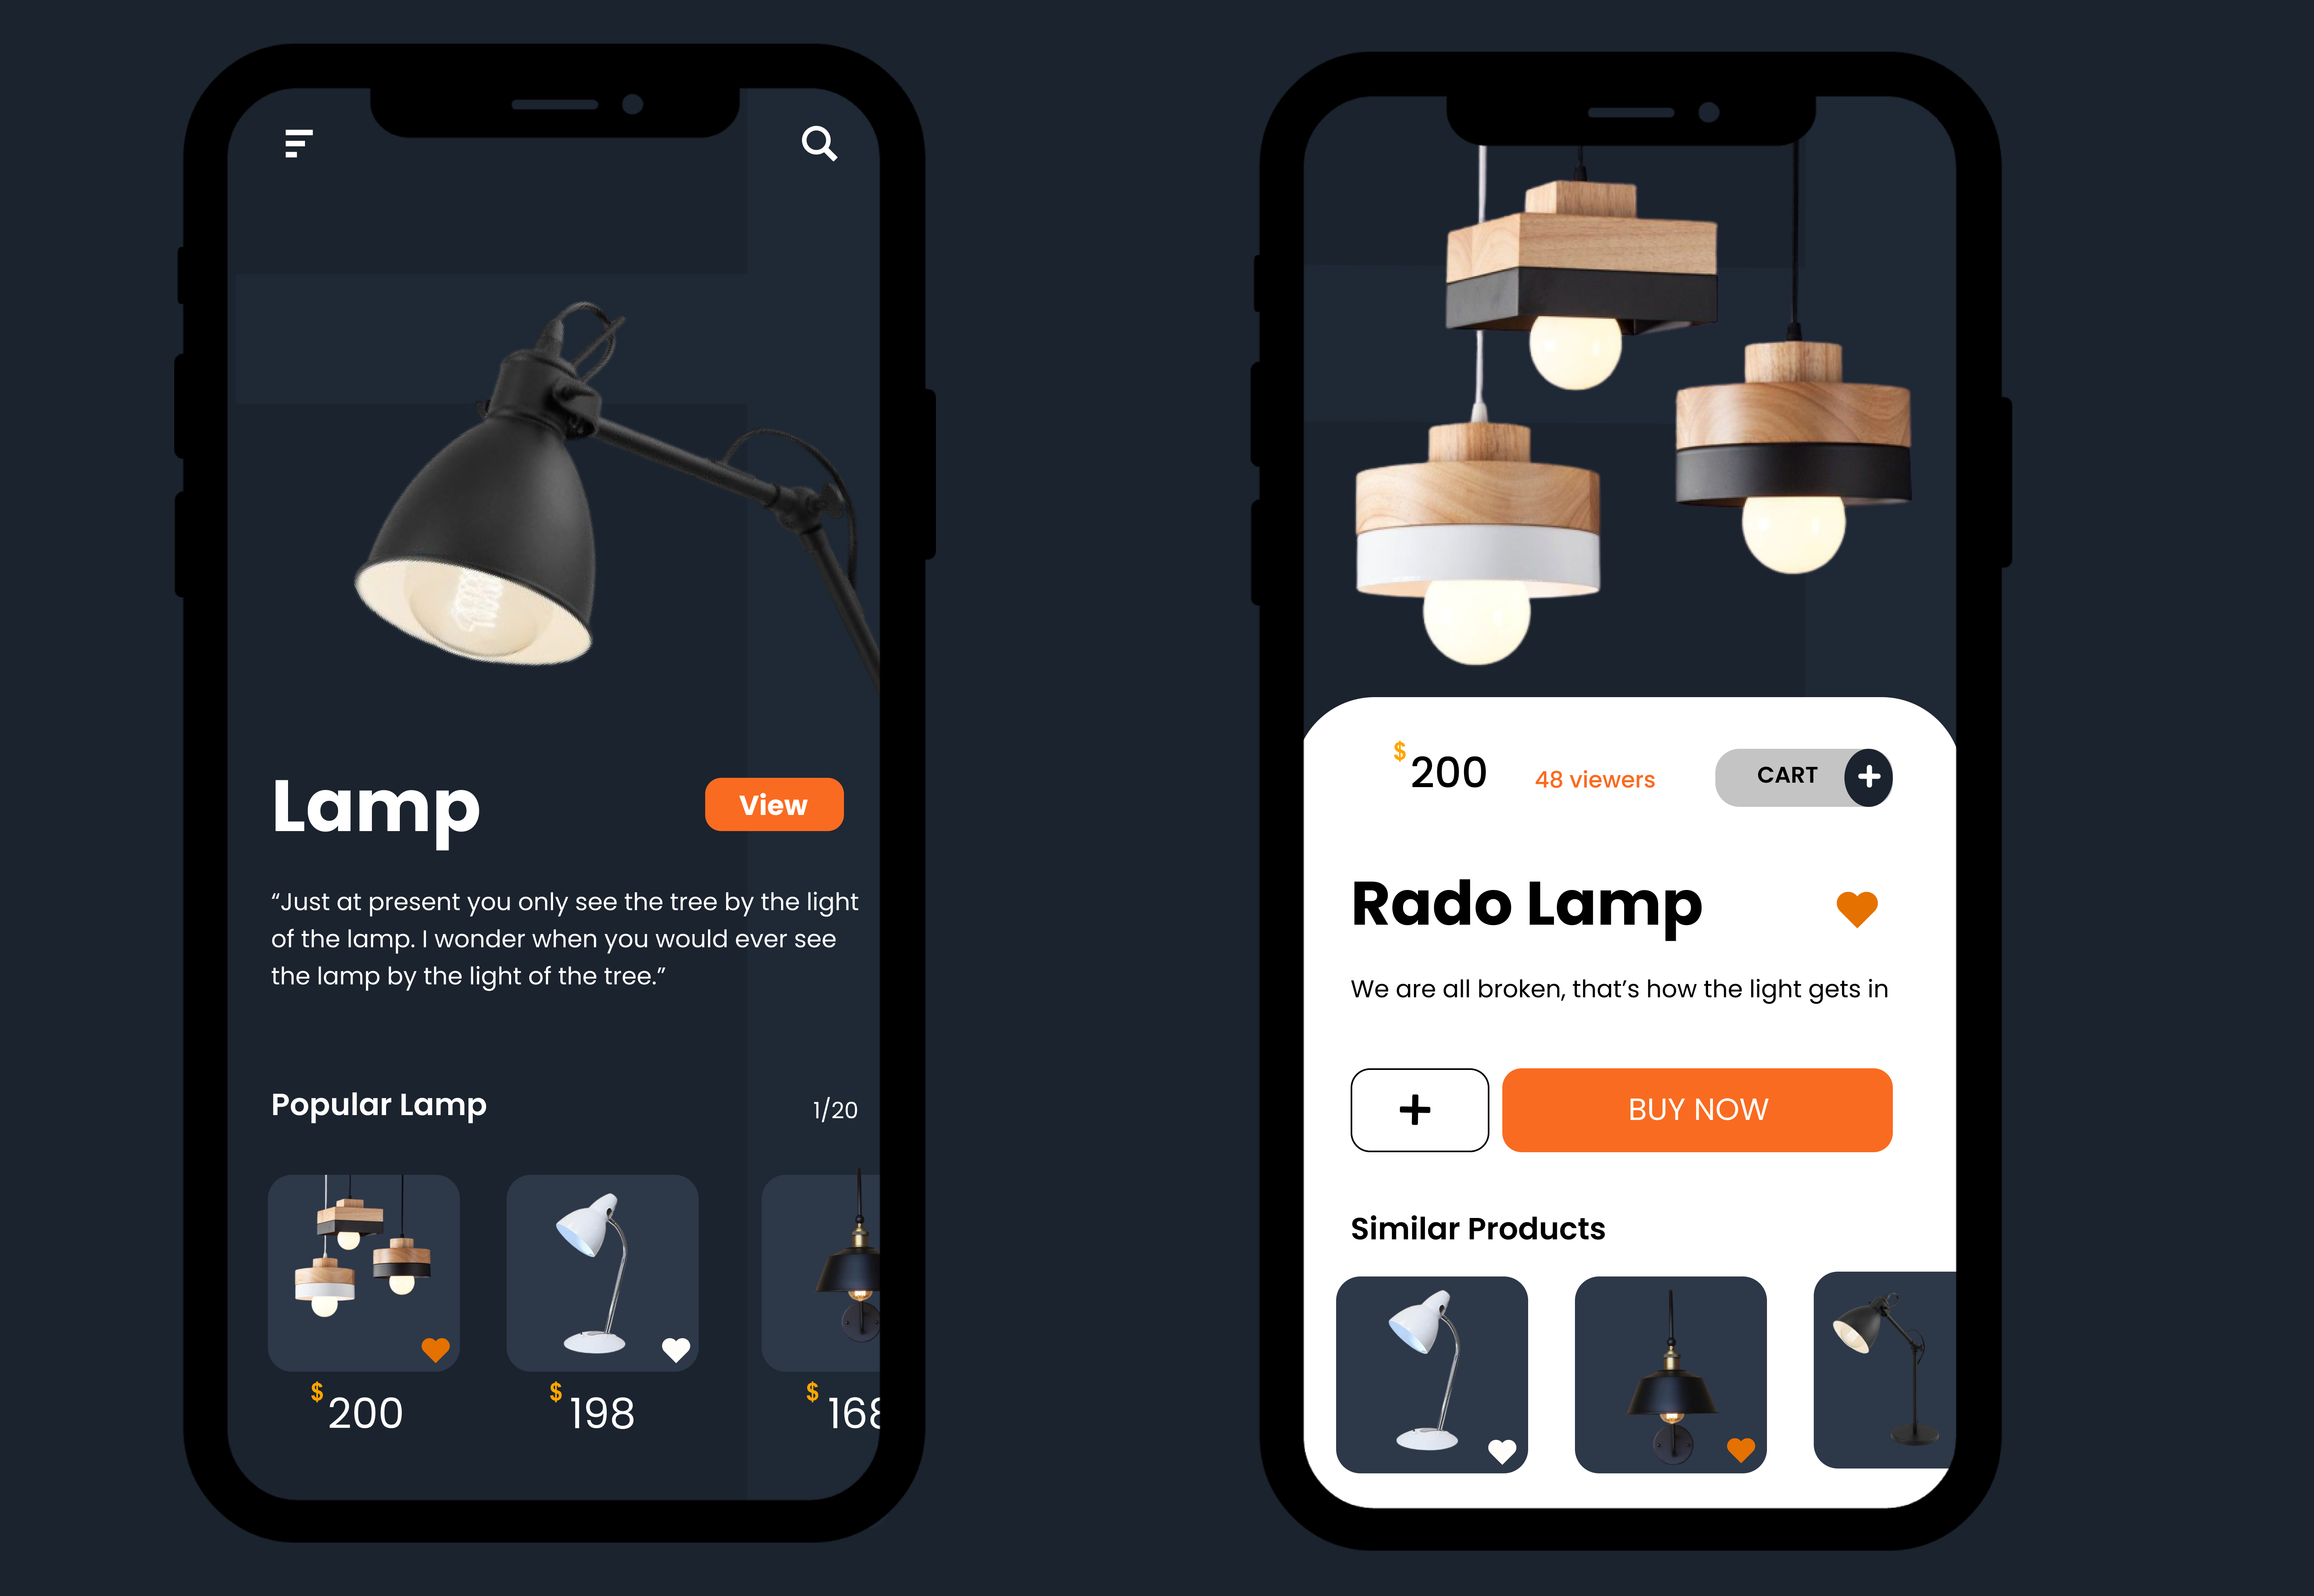 Lamp
View
“Just at present you only see the tree by the light
of the lamp. I wonder when you would ever see
the lamp by the light of the tree.”
Popular Lamp
1/20
$200
$198
$168
$200
48 viewers
CART
Rado Lamp
We are all broken, that’s how the light gets in
BUY NOW
Similar Products